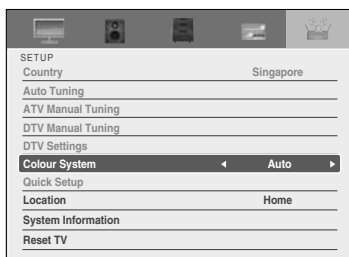 SETUP
Country Singapore
Auto Tuning
ATV Manual Tuning
DTV Manual Tuning
DTV Settings
Colour System Auto
Quick Setup
Location Home
System Information
Reset TV